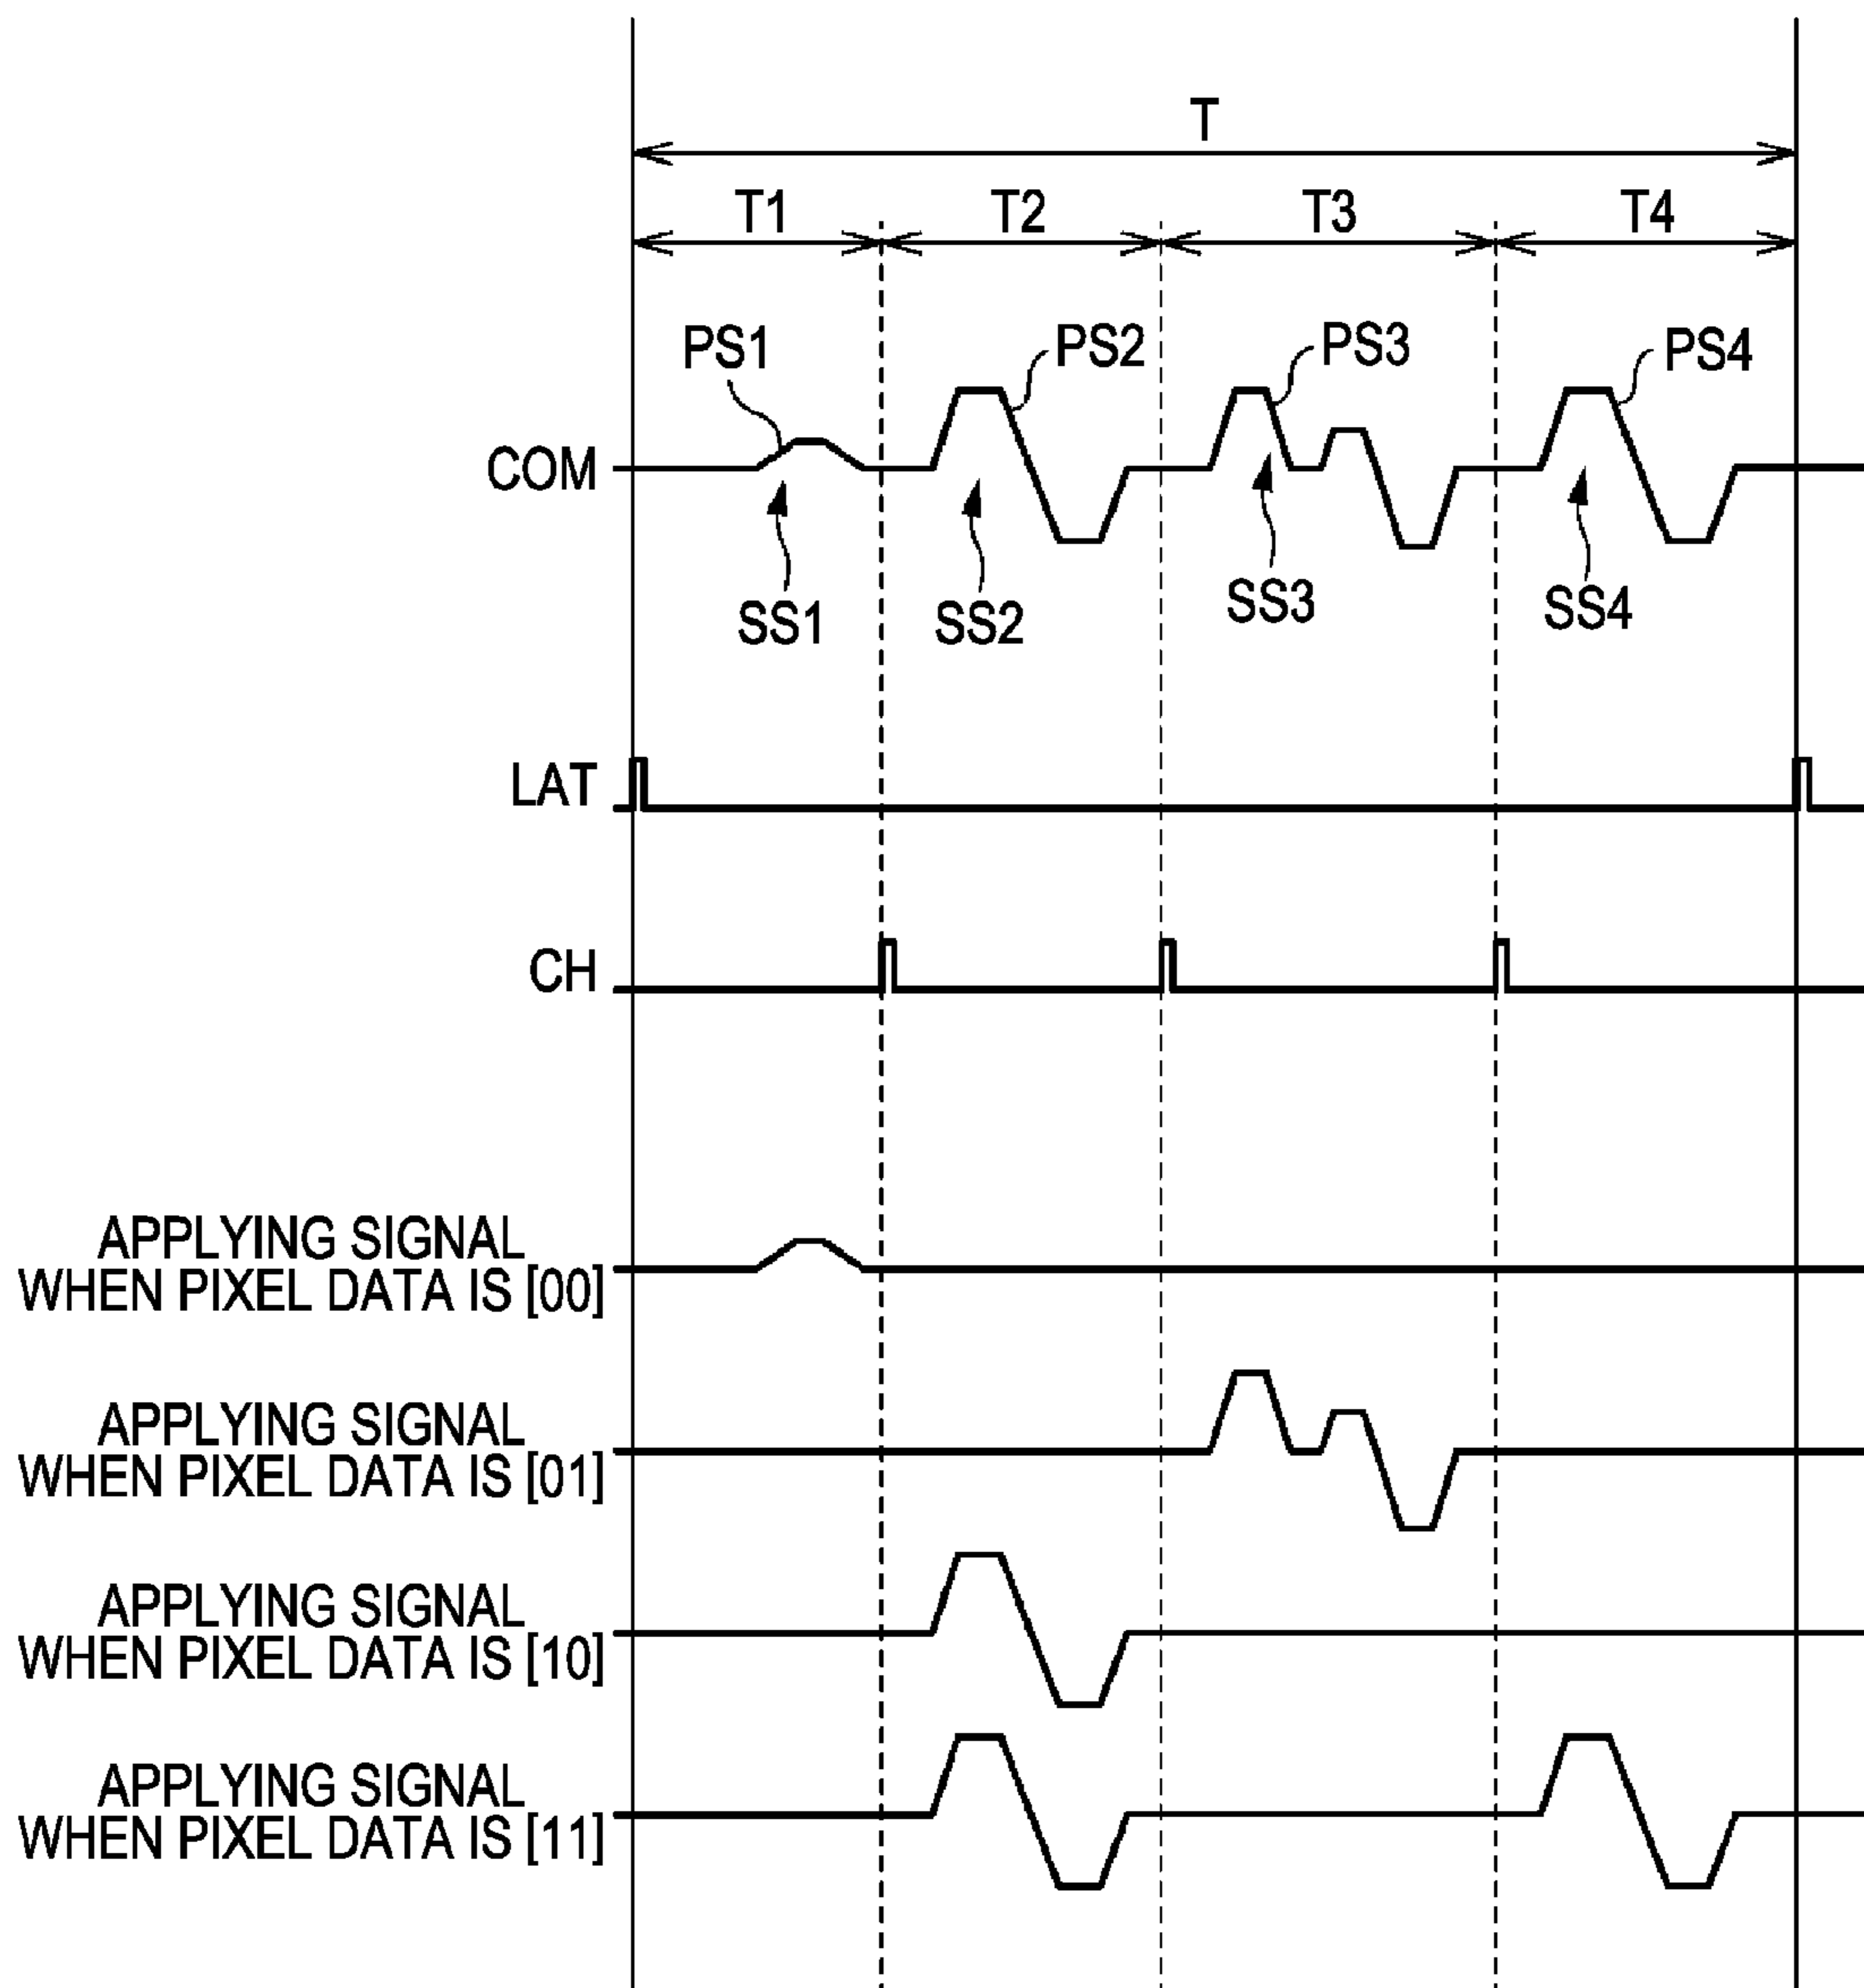 T
T1 T2 T3 T4
PS1 PS2 PS3 PS4
COM
SS1 SS2 SS3 SS4
LAT
CH
APPLYING SIGNAL
WHEN PIXEL DATA IS [00]
APPLYING SIGNAL
WHEN PIXEL DATA IS [01]
APPLYING SIGNAL
WHEN PIXEL DATA IS [10]
APPLYING SIGNAL
WHEN PIXEL DATA IS [11]